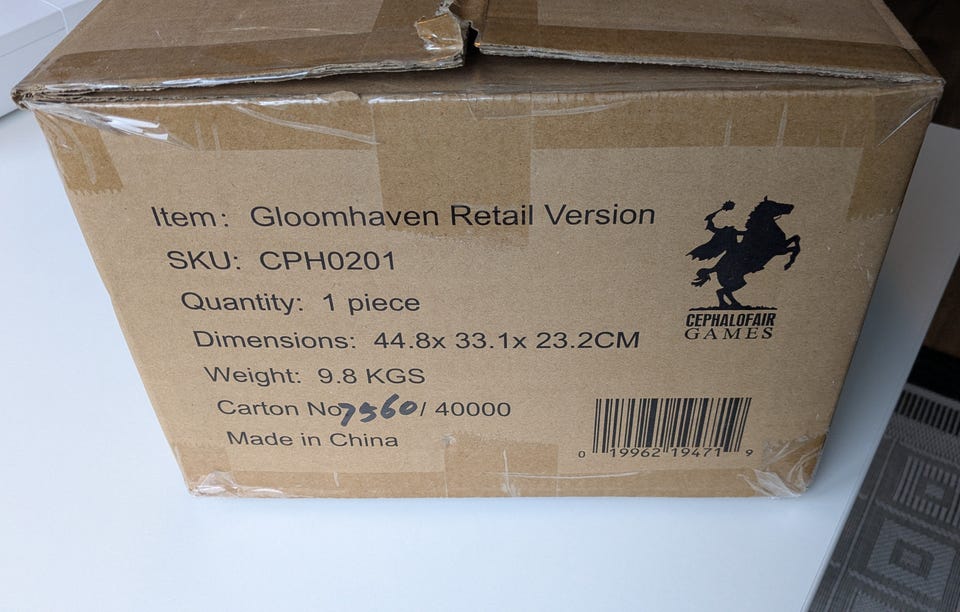 Item: Gloomhaven Retail Version
SKU: CPH0201
Quantity: 1 piece
Dimensions: 44.8x 33.1x 23.2CM
Weight: 9.8 KGS
Carton No7560/ 40000
Made in China
CEPHALOFAIR
GAMES
0 19962 19471 9